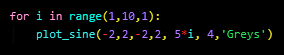 for i in range(1,10,1):
    plot_sine(-2,2,-2,2, 5*i, 4,'Greys')